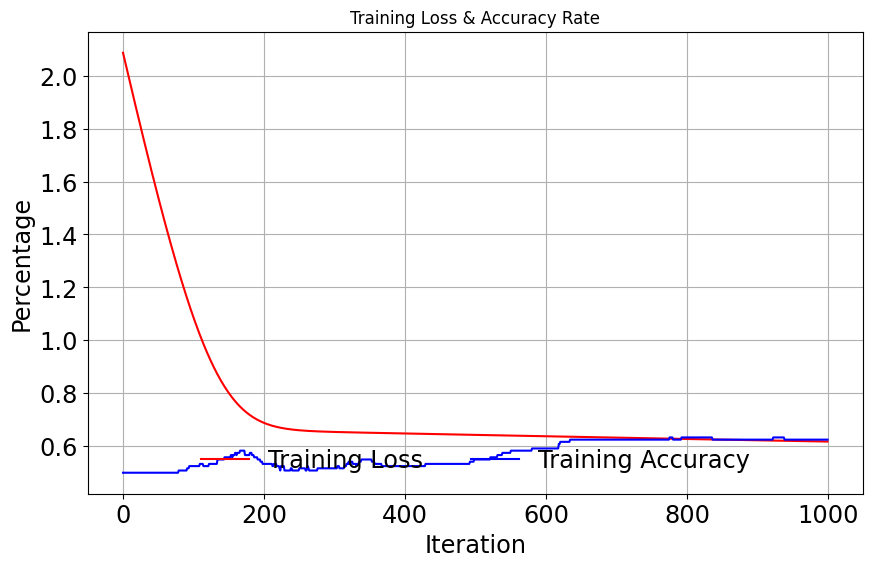 Training Loss & Accuracy Rate
Percentage
2.0
1.8
1.6
1.4
1.2
1.0
0.8
0.6
Training Loss Training Accuracy
0 200 400 600 800 1000
Iteration